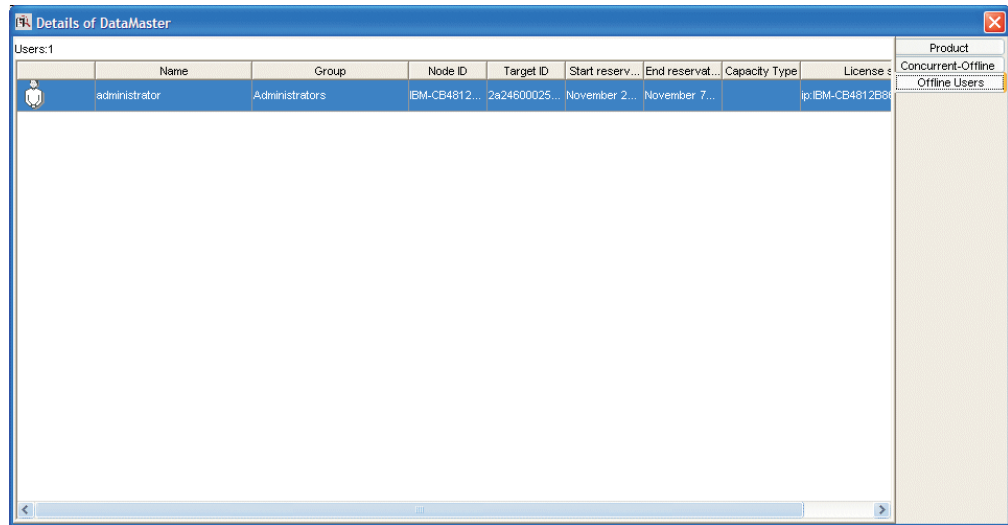 Details of DataMaster
Users:1
Product
Concurrent-Offline
Offline Users
Name Group Node ID Target ID Start reserv... End reservat... Capacity Type License s
administrator Administrators IBM-CB4812... 2a24600025... November 2... November 7... ip:IBM-CB4812B86